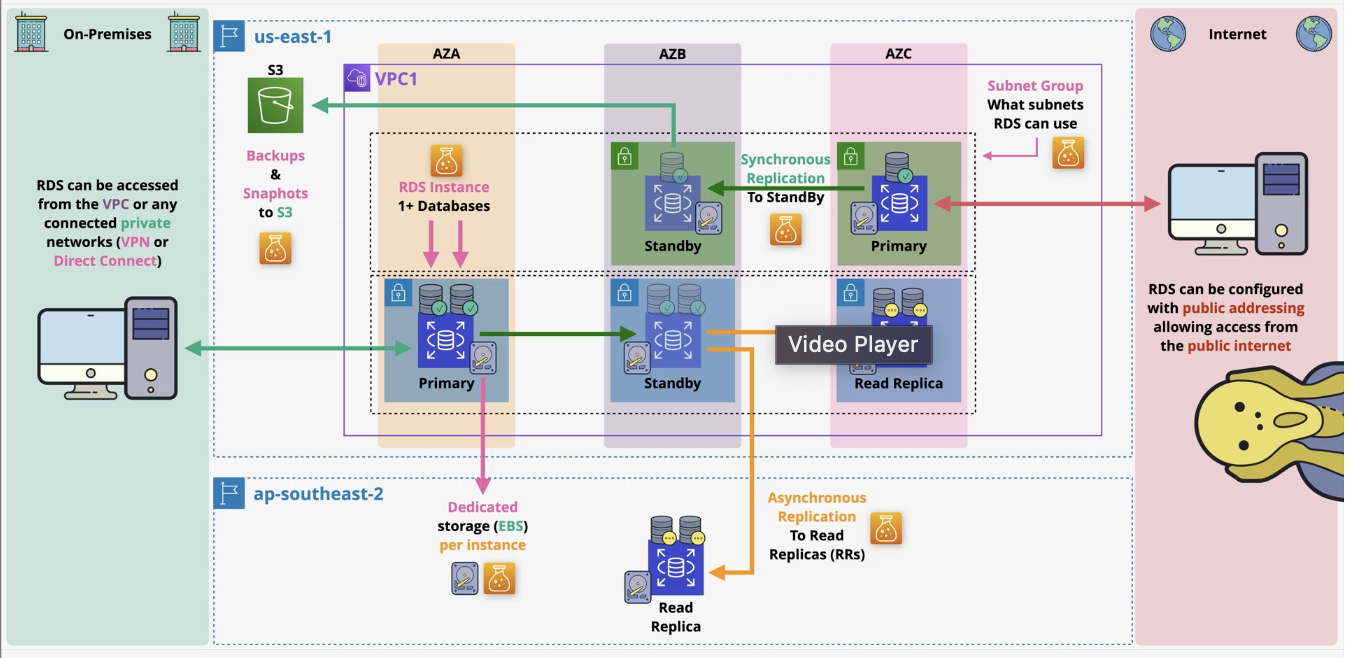 On-Premises
RDS can be accessed
from the VPC or any
connected private
networks (VPN or
Direct Connect)
us-east-1
S3
Backups
&
Snaphots
to S3
VPC1
AZA
AZB
AZC
RDS Instance
1+ Databases
Standby
Synchronous
Replication
To StandBy
Primary
Subnet Group
What subnets
RDS can use
Primary
Standby
Video Player
Read Replica
ap-southeast-2
Dedicated
storage (EBS)
per instance
Read
Replica
Asynchronous
Replication
To Read
Replicas (RRs)
Internet
RDS can be configured
with public addressing
allowing access from
the public internet